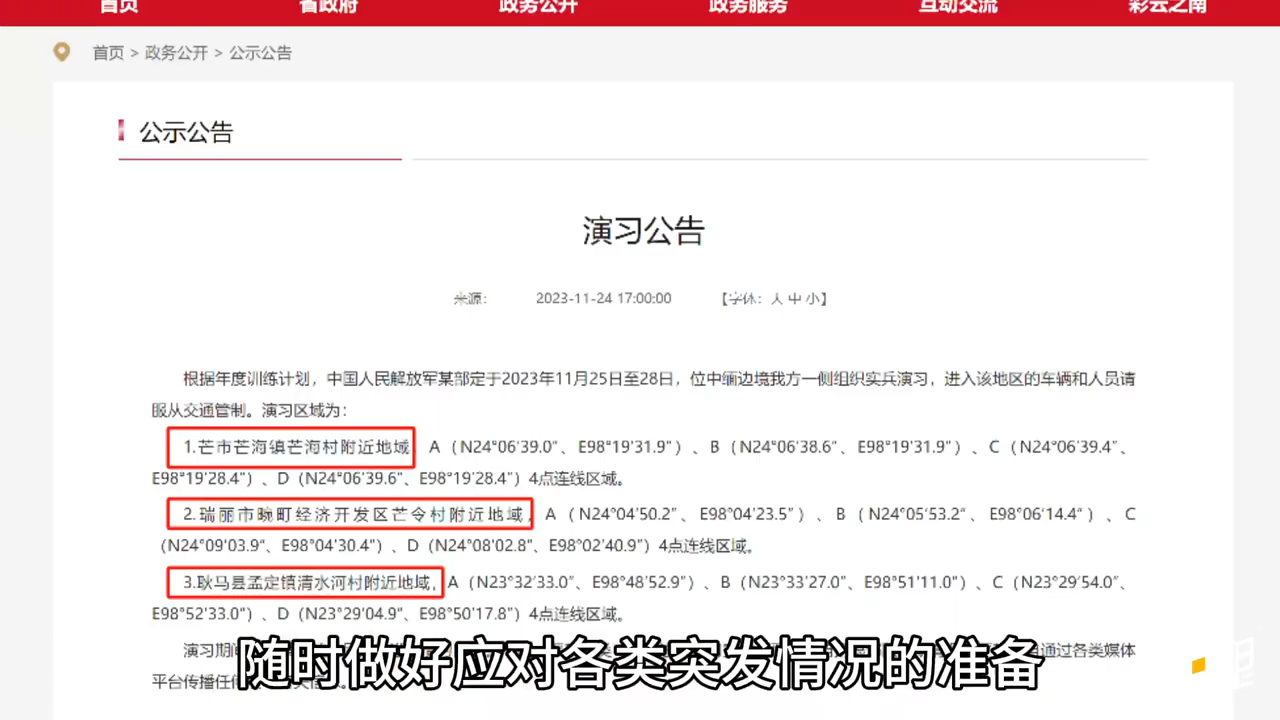 首页 省政府 政务公开 政务服务 互动交流 彩云之南
首页 > 政务公开 > 公示公告
公示公告
演习公告
来源： 2023-11-24 17:00:00 【字体：大 中 小】
根据年度训练计划，中国人民解放军某部定于2023年11月25日至28日，位中缅边境我方一侧组织实兵演习，进入该地区的车辆和人员请
服从交通管制。演习区域为：
1.芒市芒海镇芒海村附近地域，A（N24°06′39.0″、E98°19′31.9″）、B（N24°06′38.6″、E98°19′31.9″）、C（N24°06′39.4″、
E98°19′28.4″）、D（N24°06′39.6″、E98°19′28.4″）4点连线区域。
2.瑞丽市畹町经济开发区芒令村附近地域，A（N24°04′50.2″、E98°04′23.5″）、B（N24°05′53.2″、E98°06′14.4″）、C
（N24°09′03.9″、E98°04′30.4″）、D（N24°08′02.8″、E98°02′40.9″）4点连线区域。
3.耿马县孟定镇清水河村附近地域，A（N23°32′33.0″、E98°48′52.9″）、B（N23°33′27.0″、E98°51′11.0″）、C（N23°29′54.0″、
E98°52′33.0″）、D（N23°29′04.9″、E98°50′17.8″）4点连线区域。
演习期 通过各类媒体
平台传播任
随时做好应对各类突发情况的准备